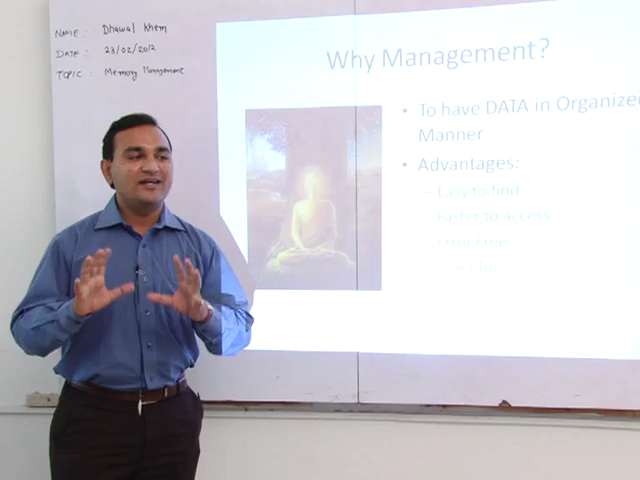 NAME: Dhawal Khem
DATE: 23/02/2012
TOPIC: Memory Management
Why Management?
• To have DATA in Organized
Manner
• Advantages:
– Easy to find
– Faster to access
– Error Free